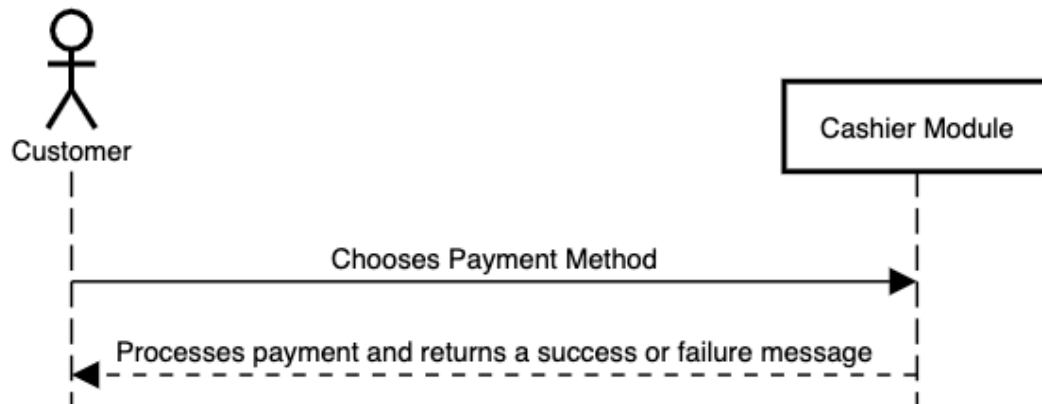 Customer
Cashier Module
Chooses Payment Method
Processes payment and returns a success or failure message